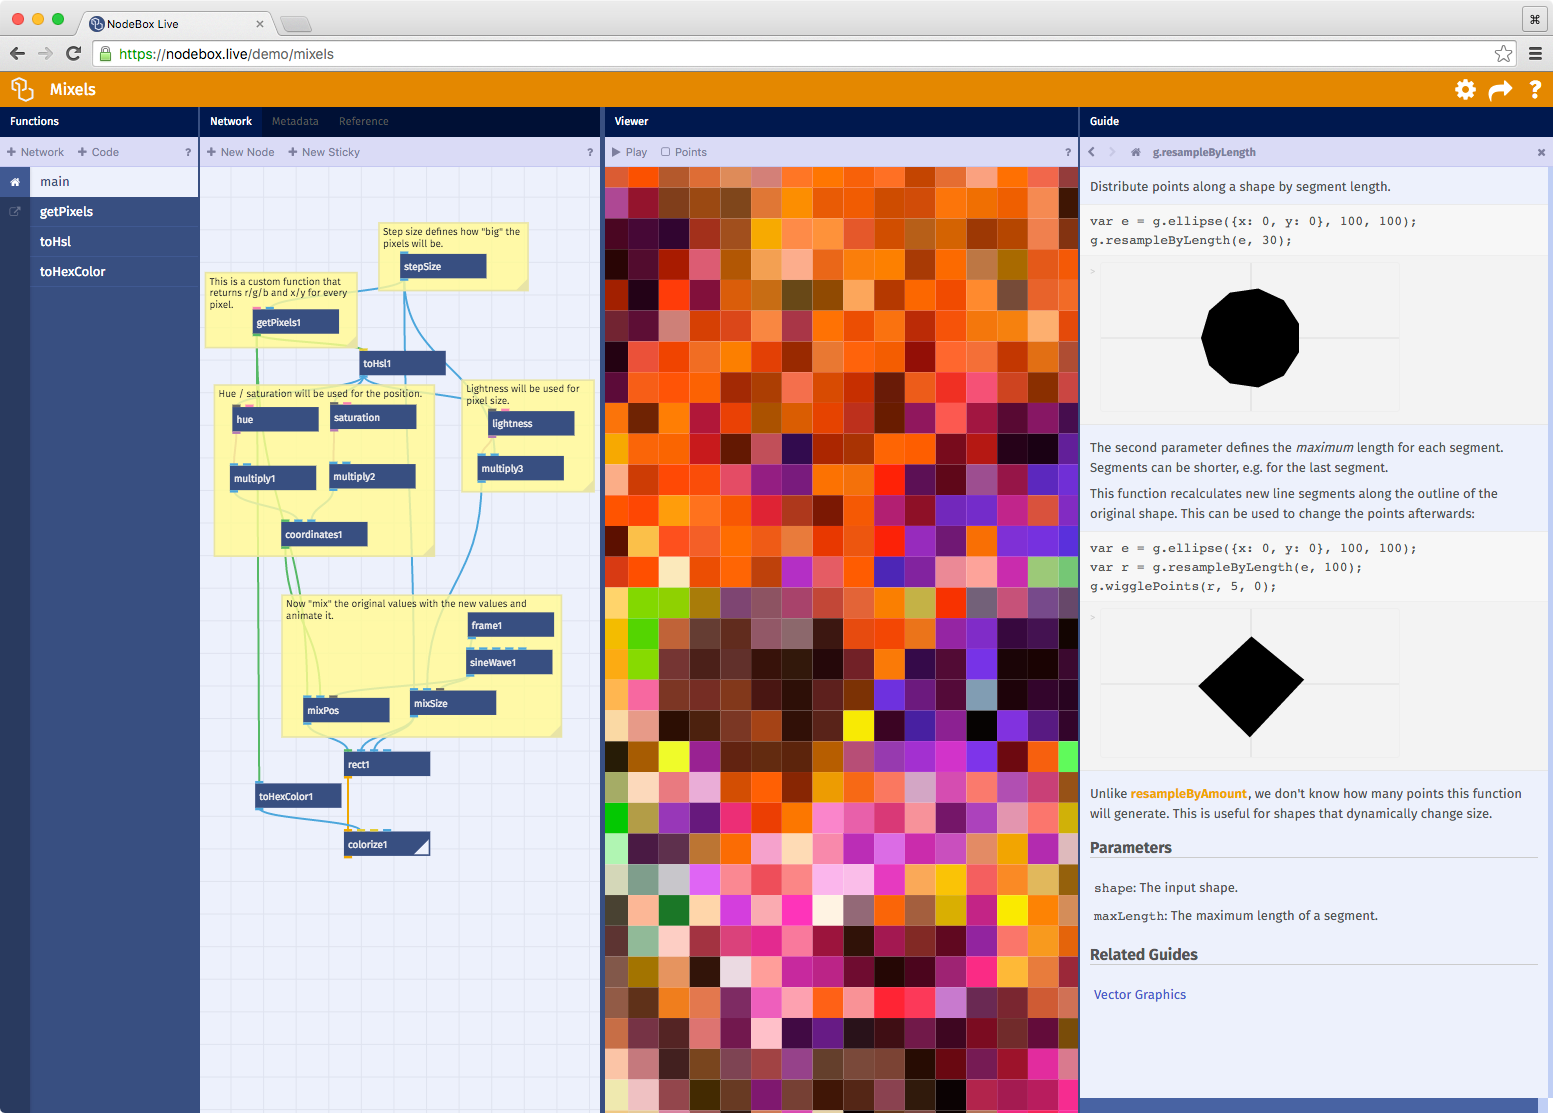 NodeBox Live
https://nodebox.live/demo/mixels
Mixels
?
Functions
+ Network + Code ?
main
getPixels
toHsl
toHexColor
Network Metadata Reference
+ New Node + New Sticky ?
Step size defines how "big" the
pixels will be.
stepSize
This is a custom function that
returns r/g/b and x/y for every
pixel.
getPixels1
toHsl1
Hue / saturation will be used for the position.
hue
saturation
multiply1
multiply2
coordinates1
Lightness will be used for
pixel size.
lightness
multiply3
Now "mix" the original values with the new values and
animate it.
frame1
sineWave1
mixPos
mixSize
rect1
toHexColor1
colorize1
Viewer
Play Points ?
Guide
g.resampleByLength
Distribute points along a shape by segment length.
var e = g.ellipse({x: 0, y: 0}, 100, 100);
g.resampleByLength(e, 30);
>
The second parameter defines the maximum length for each segment.
Segments can be shorter, e.g. for the last segment.
This function recalculates new line segments along the outline of the
original shape. This can be used to change the points afterwards:
var e = g.ellipse({x: 0, y: 0}, 100, 100);
var r = g.resampleByLength(e, 100);
g.wigglePoints(r, 5, 0);
>
Unlike resampleByAmount, we don't know how many points this function
will generate. This is useful for shapes that dynamically change size.
Parameters
shape: The input shape.
maxLength: The maximum length of a segment.
Related Guides
Vector Graphics